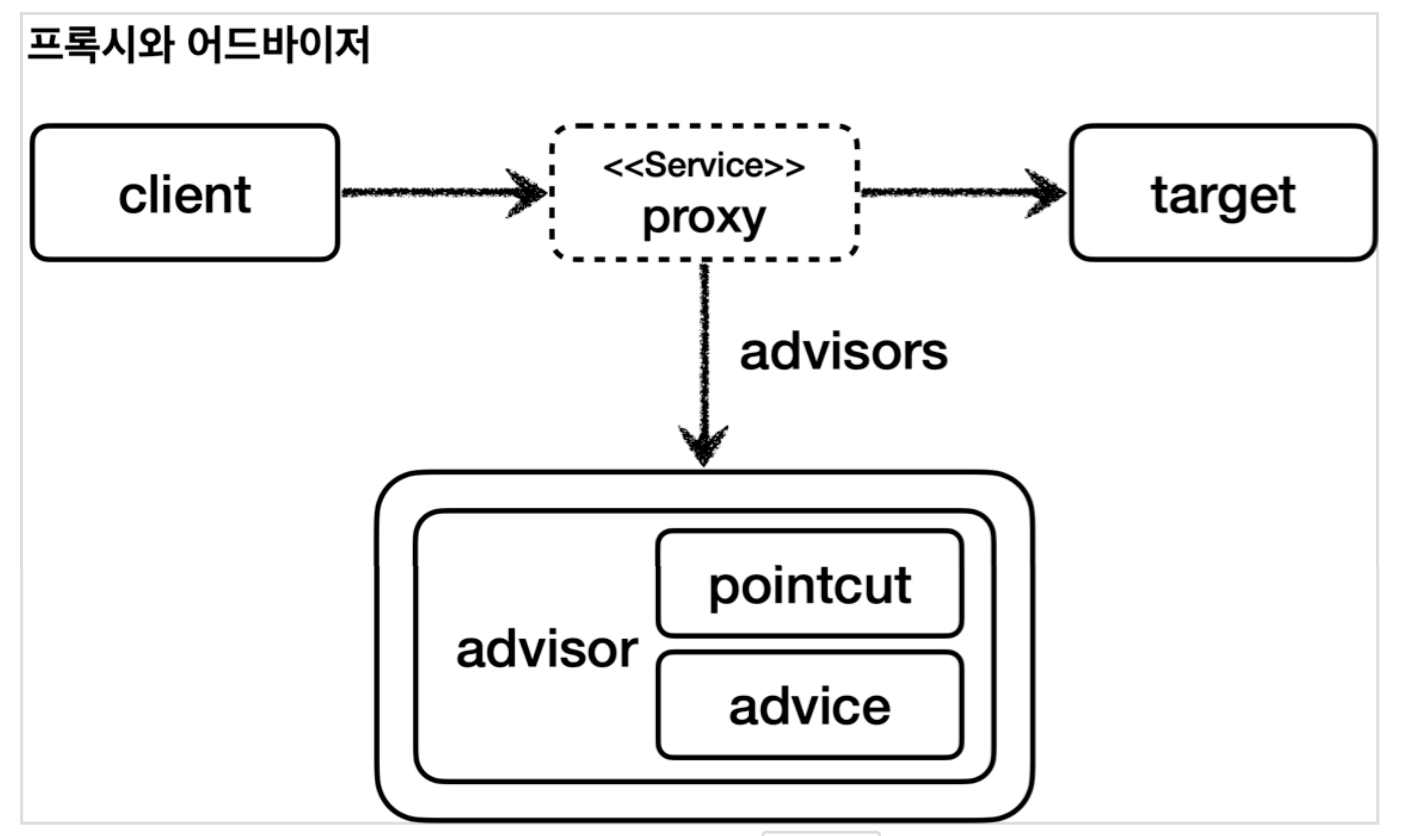 프록시와 어드바이저
client
<<Service>>
proxy
target
advisors
advisor
pointcut
advice